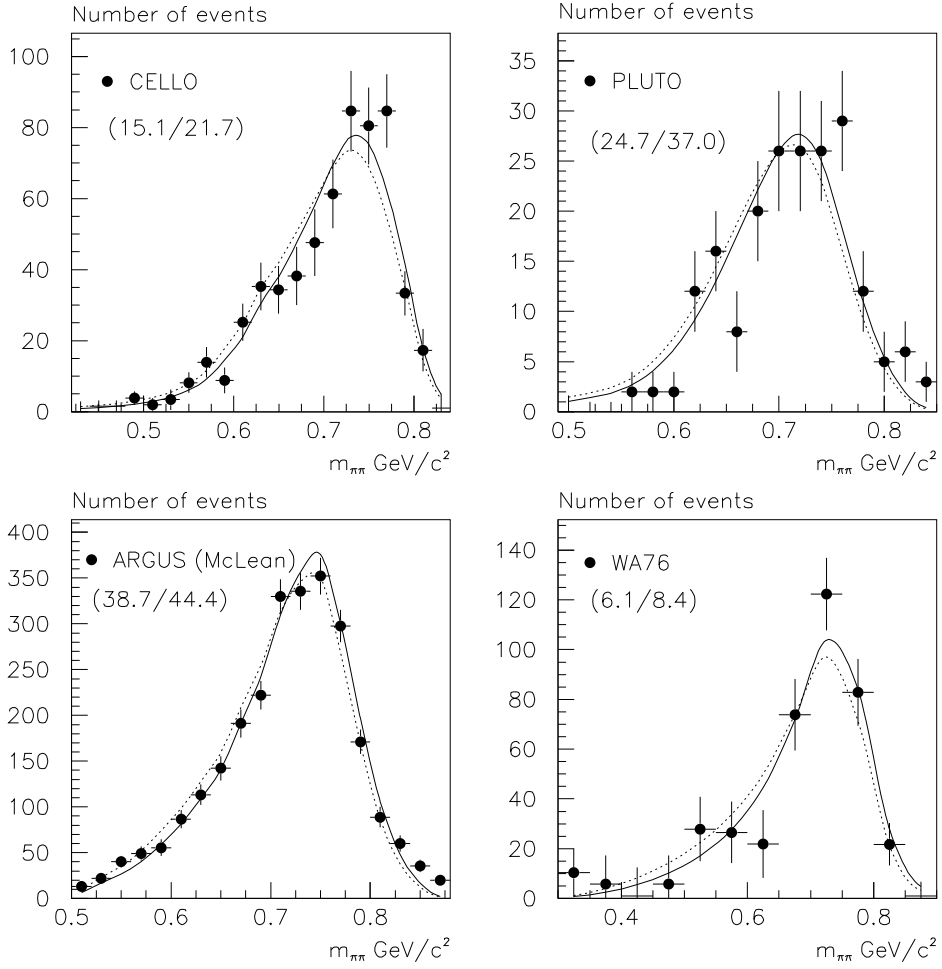 Number of events
100
80
60
40
20
0
CELLO
(15.1/21.7)
0.5 0.6 0.7 0.8
m_ππ GeV/c²
Number of events
35
30
25
20
15
10
5
0
PLUTO
(24.7/37.0)
0.5 0.6 0.7 0.8
m_ππ GeV/c²
Number of events
400
350
300
250
200
150
100
50
0
ARGUS (McLean)
(38.7/44.4)
0.5 0.6 0.7 0.8
m_ππ GeV/c²
Number of events
140
120
100
80
60
40
20
0
WA76
(6.1/8.4)
0.4 0.6 0.8
m_ππ GeV/c²